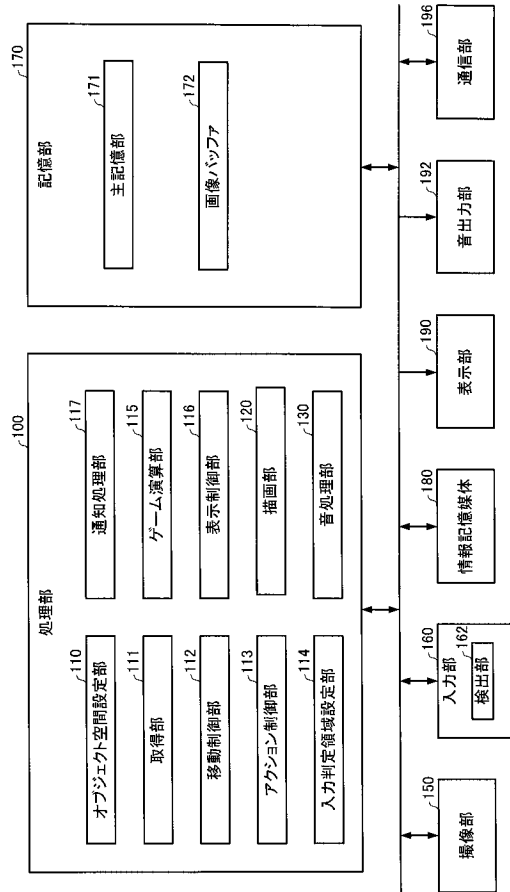 100
処理部
110
オブジェクト空間設定部
111
取得部
112
移動制御部
113
アクション制御部
114
入力判定領域設定部
117
通知処理部
115
ゲーム演算部
116
表示制御部
120
描画部
130
音処理部
170
記憶部
171
主記憶部
172
画像バッファ
150
撮像部
160
入力部
162
検出部
180
情報記憶媒体
190
表示部
192
音出力部
196
通信部